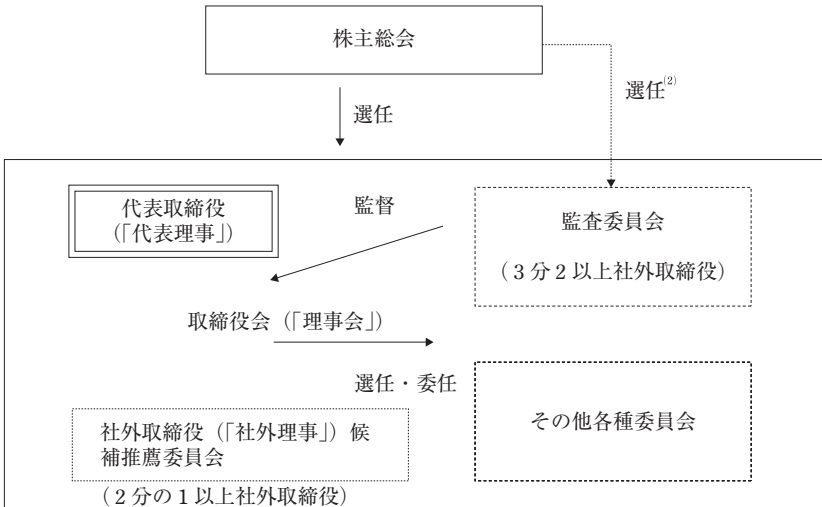 株主総会
選任
選任(2)
代表取締役
(「代表理事」)
監督
監査委員会
(3分2以上社外取締役)
取締役会(「理事会」)
選任・委任
その他各種委員会
社外取締役(「社外理事」)候
補推薦委員会
(2分の1以上社外取締役)